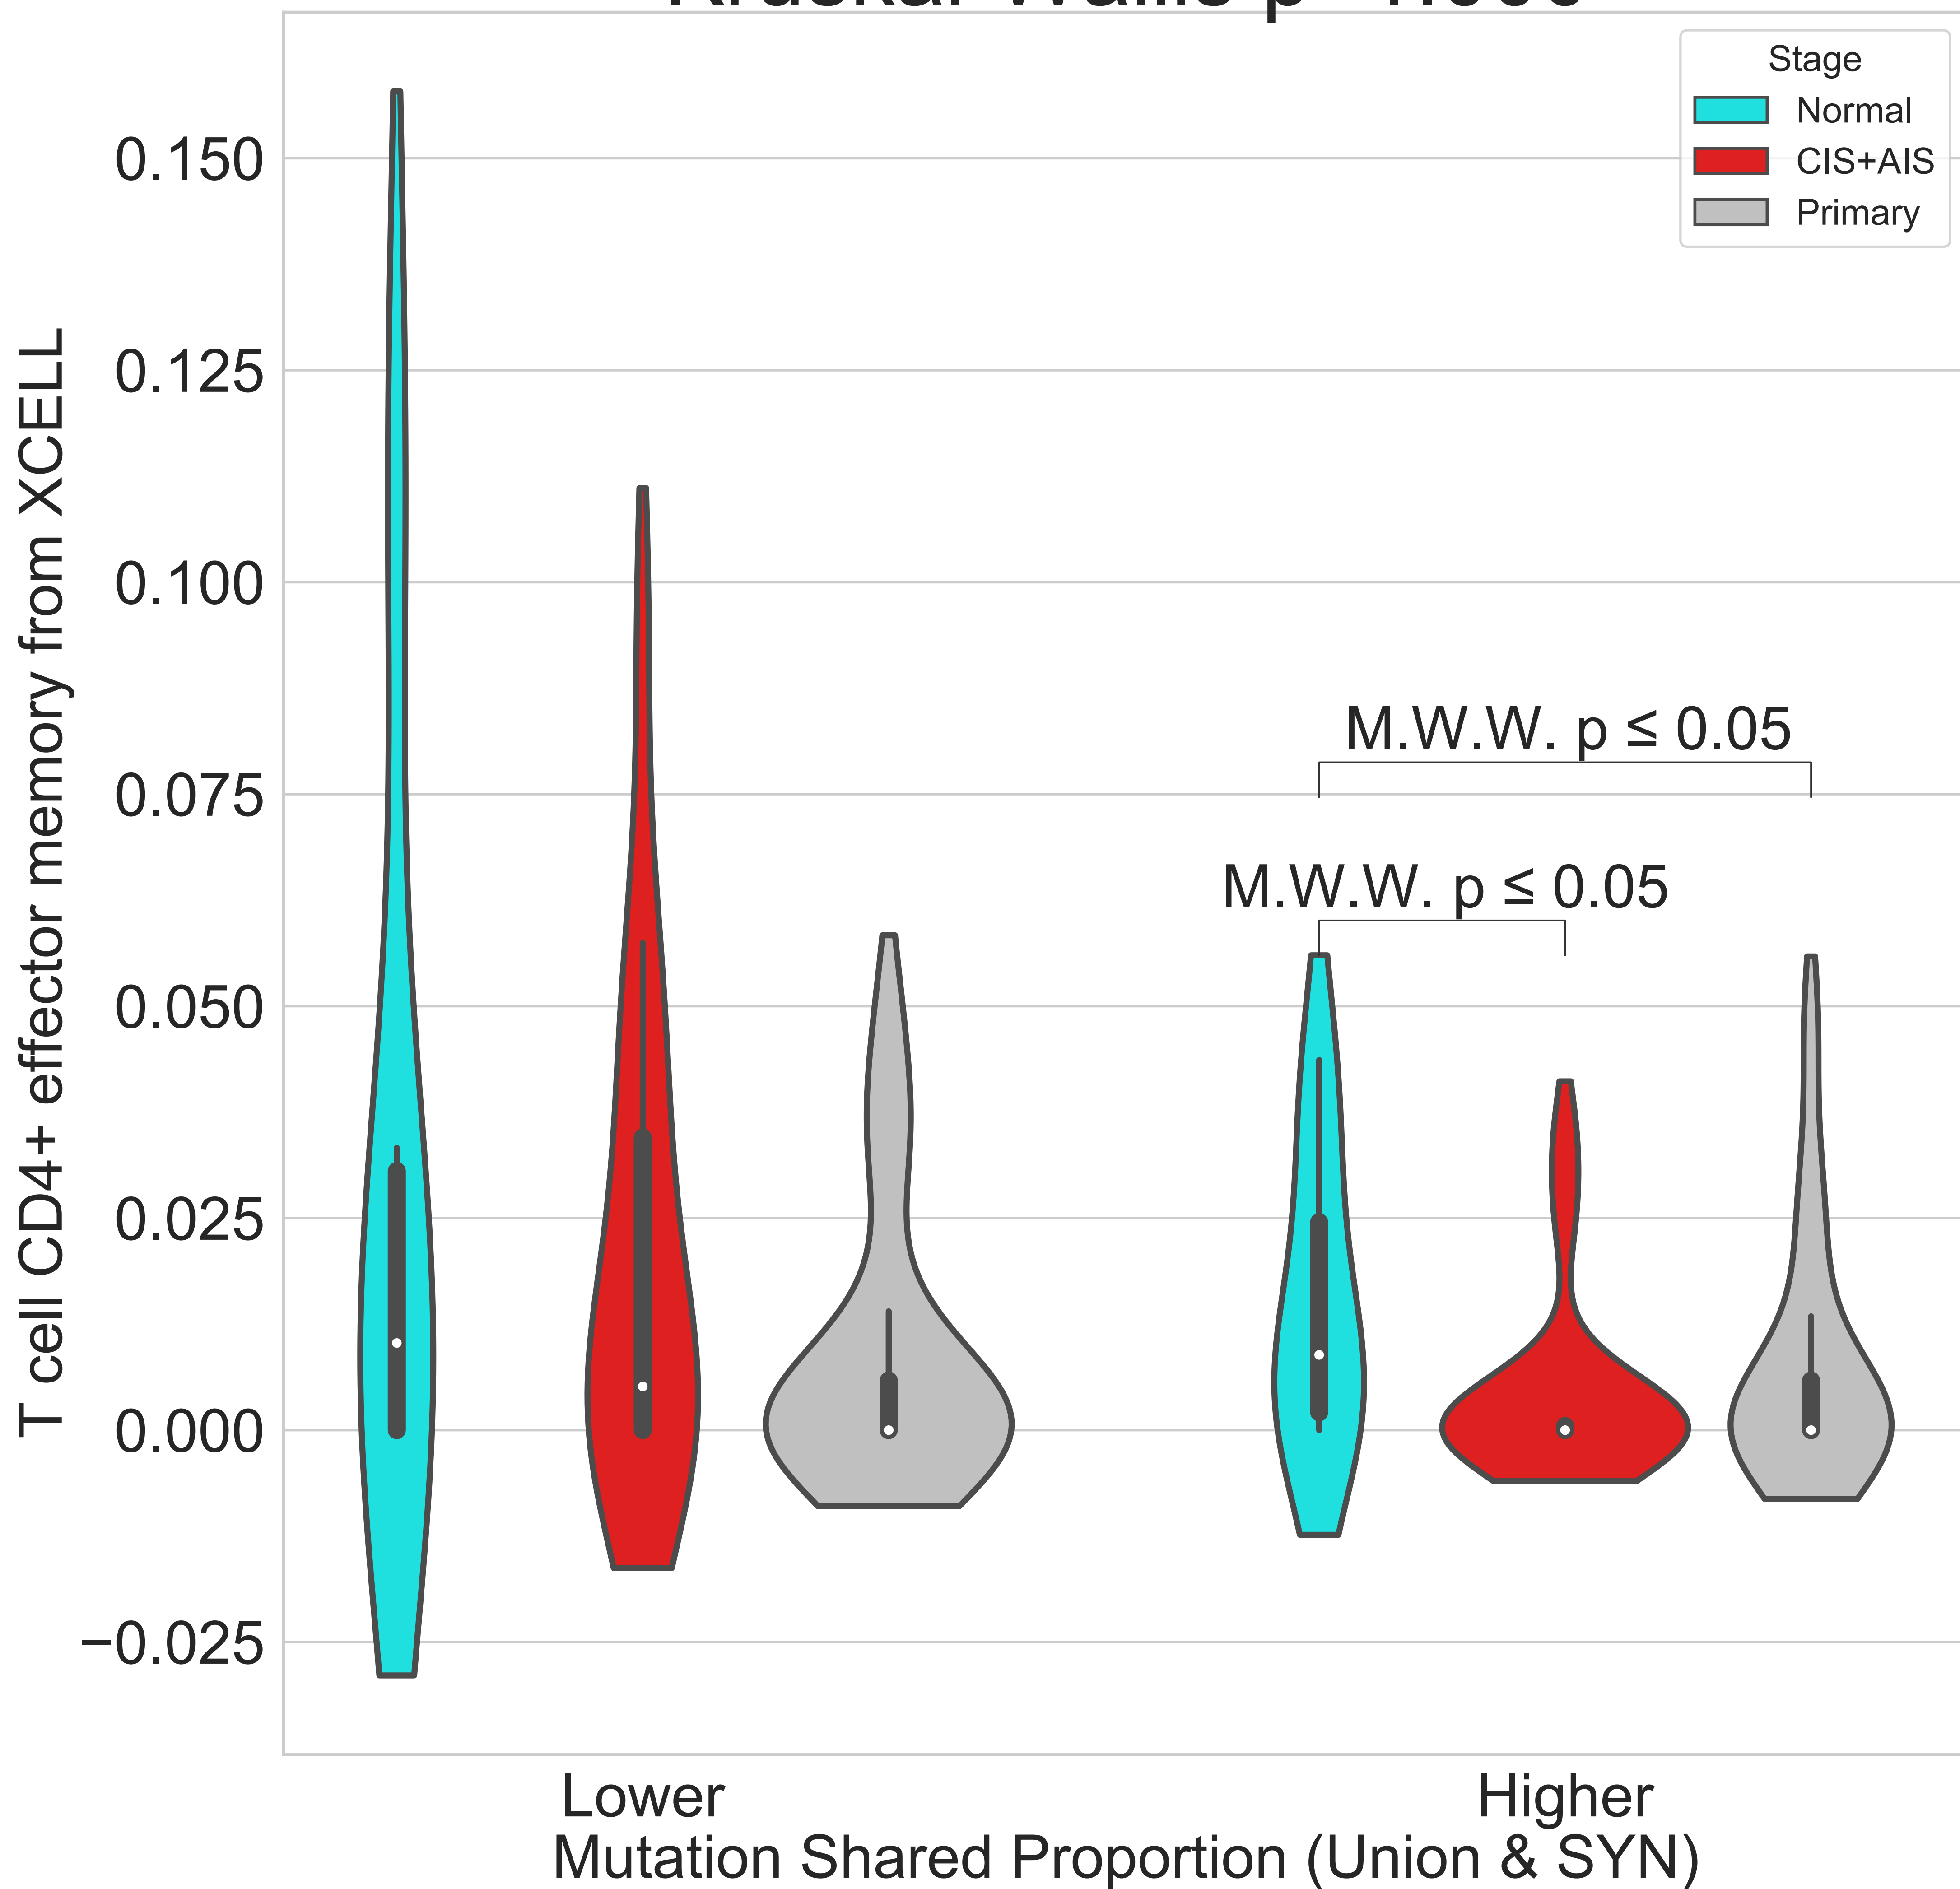 Stage
Normal
CIS+AIS
Primary
0.150
0.125
0.100
0.075
0.050
0.025
0.000
−0.025
T cell CD4+ effector memory from XCELL
M.W.W. p ≤ 0.05
M.W.W. p ≤ 0.05
Lower
Higher
Mutation Shared Proportion (Union & SYN)